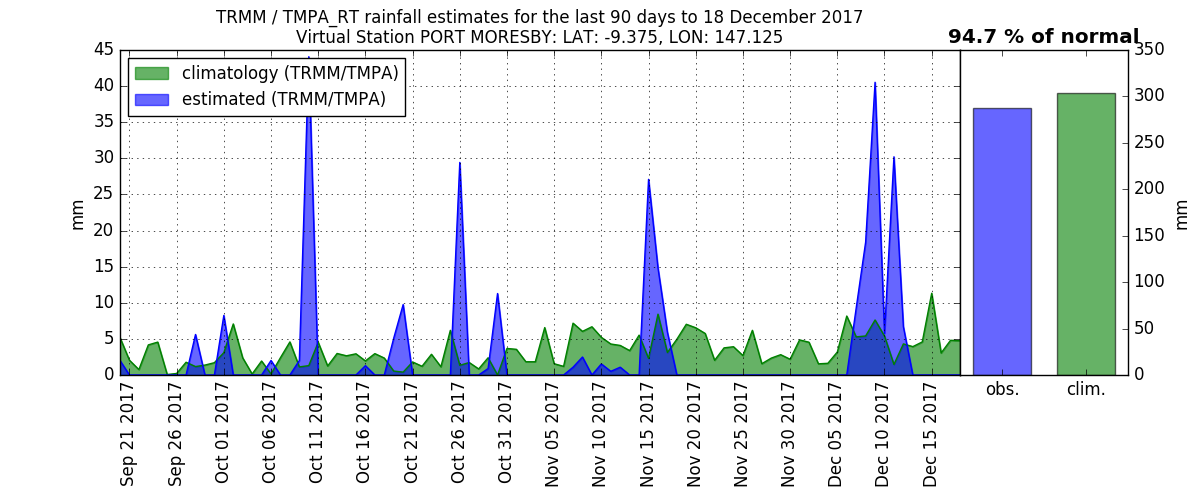 TRMM / TMPA_RT rainfall estimates for the last 90 days to 18 December 2017
Virtual Station PORT MORESBY: LAT: -9.375, LON: 147.125
94.7 % of normal
climatology (TRMM/TMPA)
estimated (TRMM/TMPA)
45
40
35
30
25
20
15
10
5
0
mm
Sep 21 2017
Sep 26 2017
Oct 01 2017
Oct 06 2017
Oct 11 2017
Oct 16 2017
Oct 21 2017
Oct 26 2017
Oct 31 2017
Nov 05 2017
Nov 10 2017
Nov 15 2017
Nov 20 2017
Nov 25 2017
Nov 30 2017
Dec 05 2017
Dec 10 2017
Dec 15 2017
350
300
250
200
150
100
50
0
mm
obs.
clim.